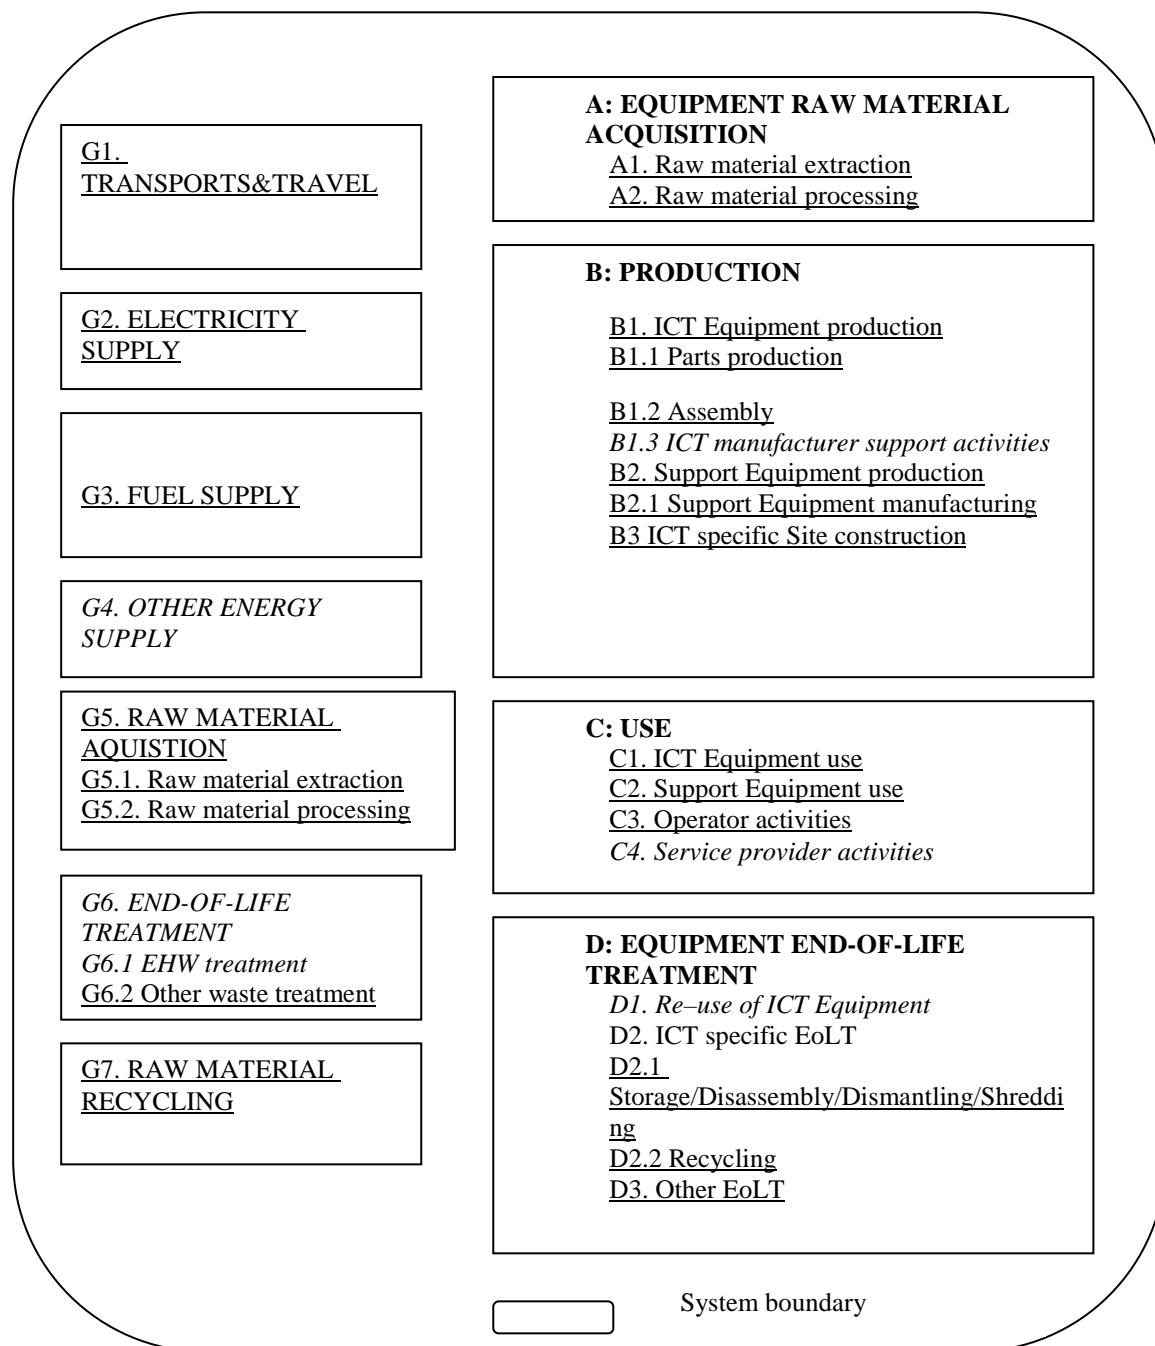 G1.
TRANSPORTS&TRAVEL
G2. ELECTRICITY
SUPPLY
G3. FUEL SUPPLY
G4. OTHER ENERGY
SUPPLY
G5. RAW MATERIAL
AQUISTION
G5.1. Raw material extraction
G5.2. Raw material processing
G6. END-OF-LIFE
TREATMENT
G6.1 EHW treatment
G6.2 Other waste treatment
G7. RAW MATERIAL
RECYCLING
A: EQUIPMENT RAW MATERIAL
ACQUISITION
A1. Raw material extraction
A2. Raw material processing
B: PRODUCTION
B1. ICT Equipment production
B1.1 Parts production
B1.2 Assembly
B1.3 ICT manufacturer support activities
B2. Support Equipment production
B2.1 Support Equipment manufacturing
B3 ICT specific Site construction
C: USE
C1. ICT Equipment use
C2. Support Equipment use
C3. Operator activities
C4. Service provider activities
D: EQUIPMENT END-OF-LIFE
TREATMENT
D1. Re–use of ICT Equipment
D2. ICT specific EoLT
D2.1
Storage/Disassembly/Dismantling/Shreddi
ng
D2.2 Recycling
D3. Other EoLT
System boundary